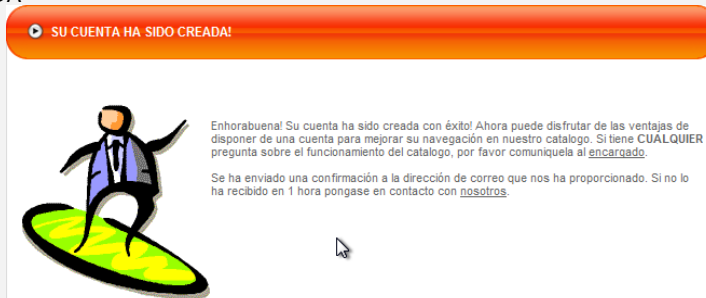 SU CUENTA HA SIDO CREADA!
Enhorabuena! Su cuenta ha sido creada con éxito! Ahora puede disfrutar de las ventajas de
disponer de una cuenta para mejorar su navegación en nuestro catalogo. Si tiene CUALQUIER
pregunta sobre el funcionamiento del catalogo, por favor comuniquela al encargado.
Se ha enviado una confirmación a la dirección de correo que nos ha proporcionado. Si no lo
ha recibido en 1 hora pongase en contacto con nosotros.